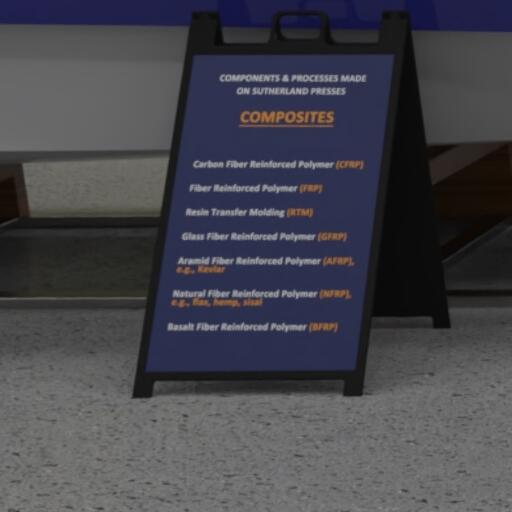 COMPONENTS & PROCESSES MADE
ON SUTHERLAND PRESSES
COMPOSITES
Carbon Fiber Reinforced Polymer (CFRP)
Fiber Reinforced Polymer (FRP)
Resin Transfer Molding (RTM)
Glass Fiber Reinforced Polymer (GFRP)
Aramid Fiber Reinforced Polymer (AFRP),
e.g., Kevlar
Natural Fiber Reinforced Polymer (NFRP),
e.g., flax, hemp, sisal
Basalt Fiber Reinforced Polymer (BFRP)